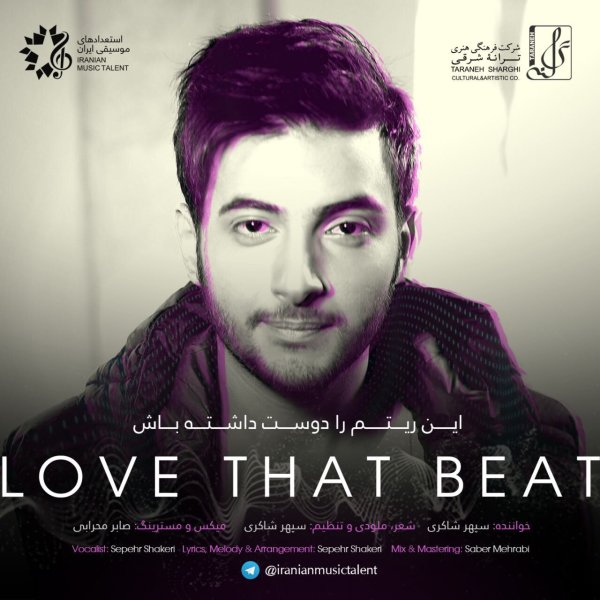 استعدادهای
موسیقی ایران
IRANIAN
MUSIC TALENT
شرکت فرهنگی هنری
ترانهٔ شرقی
TARANEH SHARGHI
CULTURAL&ARTISTIC CO.
TARANEH
این ریتم را دوست داشته باش
LOVE THAT BEAT
خواننده: سپهر شاکری شعر، ملودی و تنظیم: سپهر شاکری میکس و مسترینگ: صابر محرابی
Vocalist: Sepehr Shakeri Lyrics, Melody & Arrangement: Sepehr Shakeri Mix & Mastering: Saber Mehrabi
@iranianmusictalent